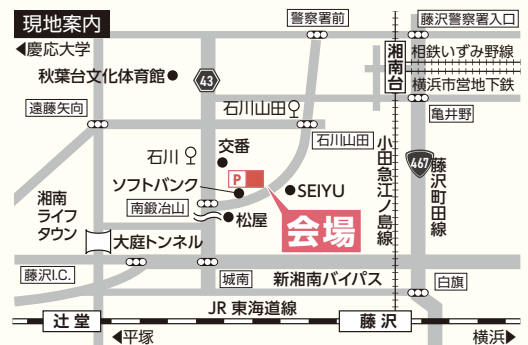 現地案内
警察署前
藤沢警察署入口
◀慶応大学
湘南台
相鉄いずみ野線
秋葉台文化体育館
43
横浜市営地下鉄
遠藤矢向
石川山田
亀井野
石川
交番
石川山田
小田急江ノ島線
467
藤沢町田線
P
ソフトバンク
SEIYU
湘南
ライフ
タウン
南鍛冶山
松屋
会場
大庭トンネル
藤沢I.C.
城南
新湘南バイパス
白旗
JR 東海道線
辻堂
藤沢
◀平塚
横浜▶